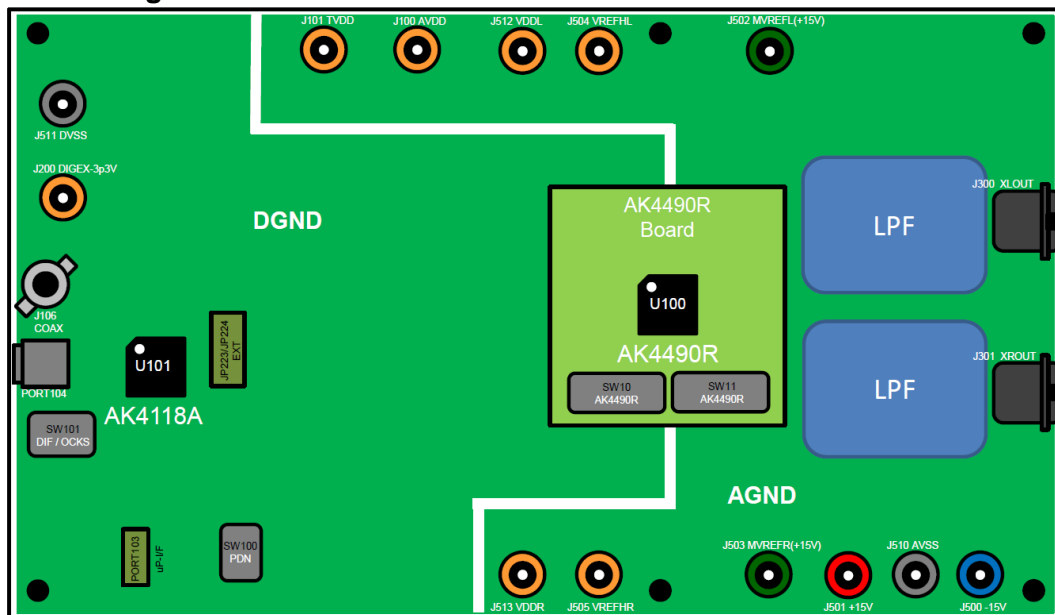 J101 TVDD
J100 AVDD
J512 VDDL
J504 VREFHL
J502 MVREFL(+15V)
J511 DVSS
J200 DIGEX-3p3V
DGND
AK4490R
Board
J300 XLOUT
LPF
U100
J106
COAX
JP223/JP224
EXT
U101
AK4490R
J301 XROUT
LPF
PORT104
AK4118A
SW10
AK4490R
SW11
AK4490R
SW101
DIF / OCKS
AGND
PORT103
uP-I/F
SW100
PDN
J503 MVREFR(+15V)
J510 AVSS
J513 VDDR
J505 VREFHR
J501 +15V
J500 -15V